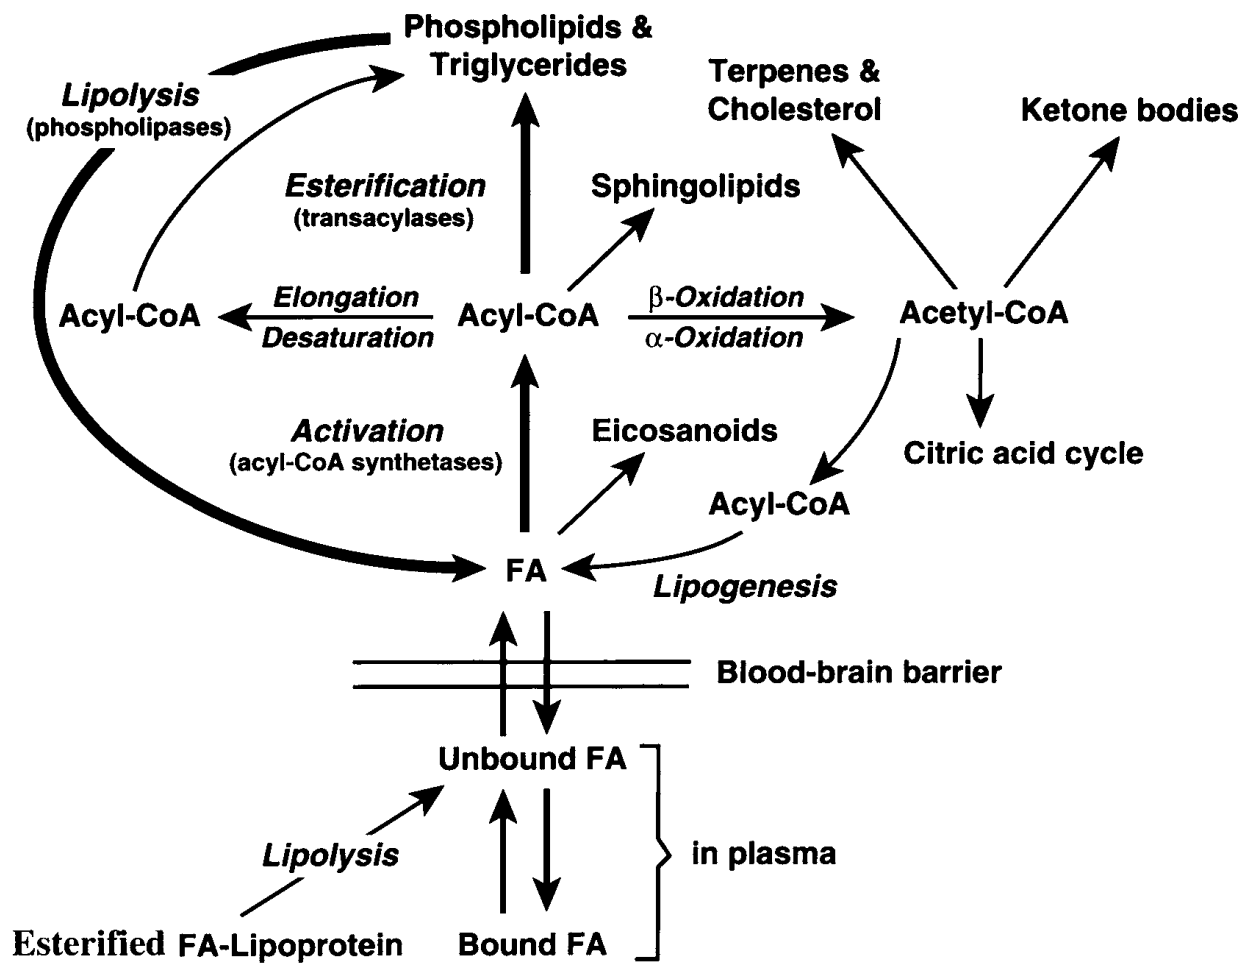 Phospholipids &
Triglycerides
Terpenes &
Cholesterol
Ketone bodies
Lipolysis
(phospholipases)
Esterification
(transacylases)
Sphingolipids
Acyl-CoA
Elongation
Desaturation
Acyl-CoA
β-Oxidation
α-Oxidation
Acetyl-CoA
Activation
(acyl-CoA synthetases)
Eicosanoids
Citric acid cycle
Acyl-CoA
FA
Lipogenesis
Blood-brain barrier
Unbound FA
Lipolysis
in plasma
Esterified FA-Lipoprotein
Bound FA